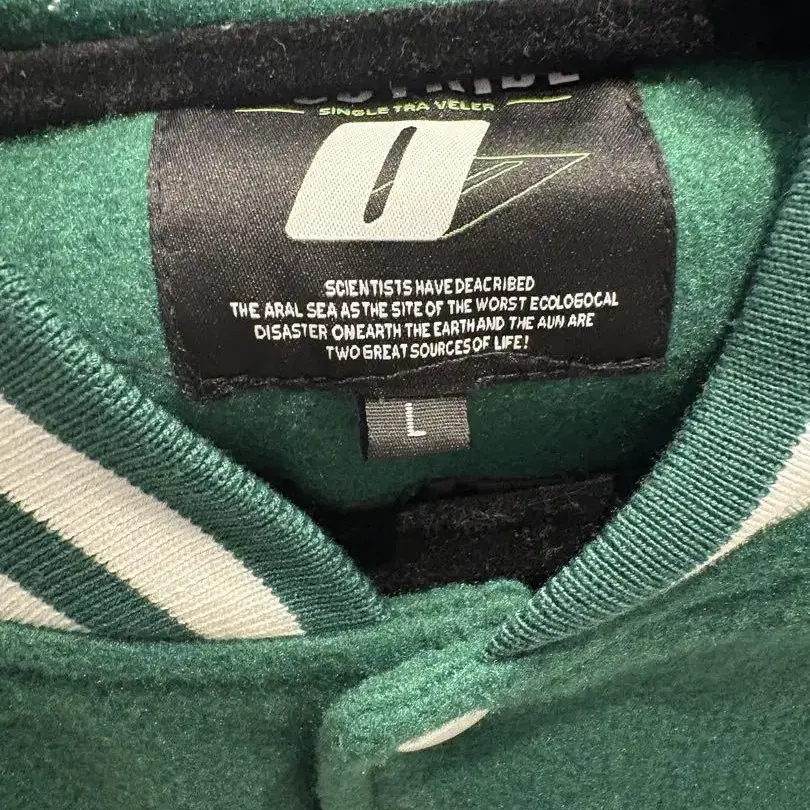 SINGLE TRA VELER
SCIENTISTS HAVE DEACRIBED
THE ARAL SEA AS THE SITE OF THE WORST ECOLOGOCAL
DISASTER ONEARTH THE EARTH AND THE AUN ARE
TWO GREAT SOURCES OF LIFE!
L